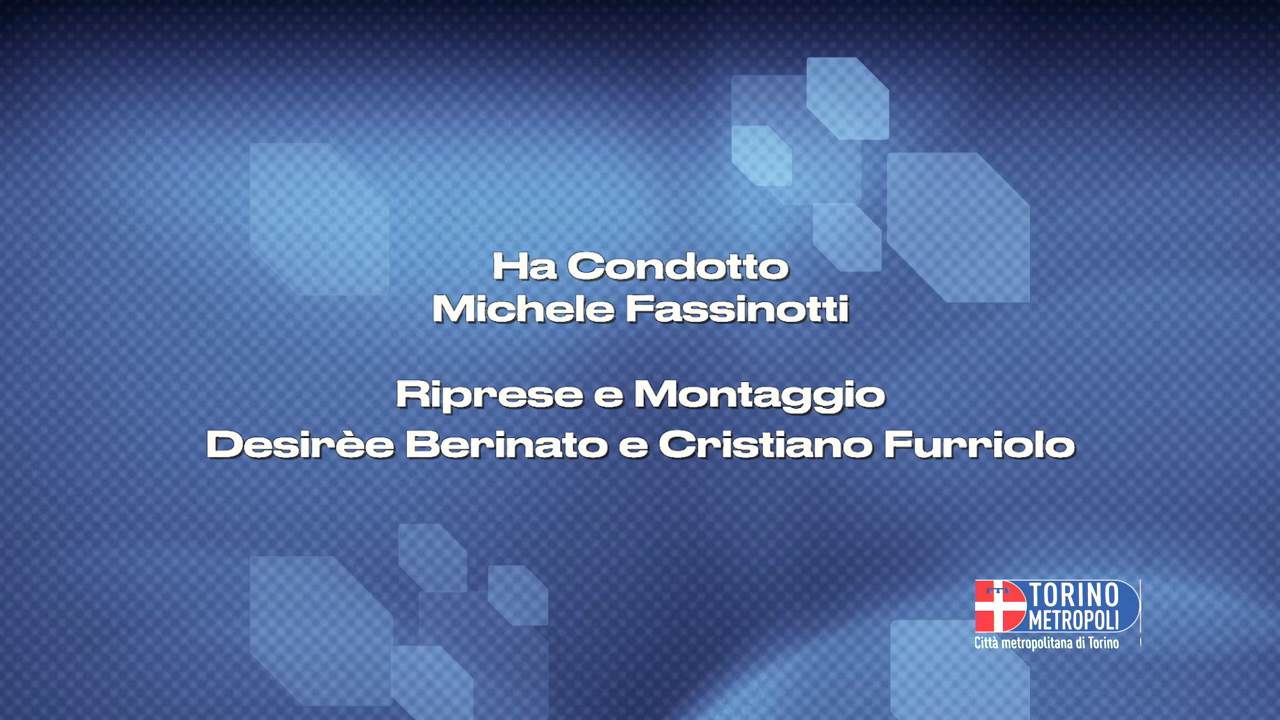 Ha Condotto
Michele Fassinotti
Riprese e Montaggio
Desirèe Berinato e Cristiano Furriolo
TORINO
METROPOLI
Città metropolitana di Torino